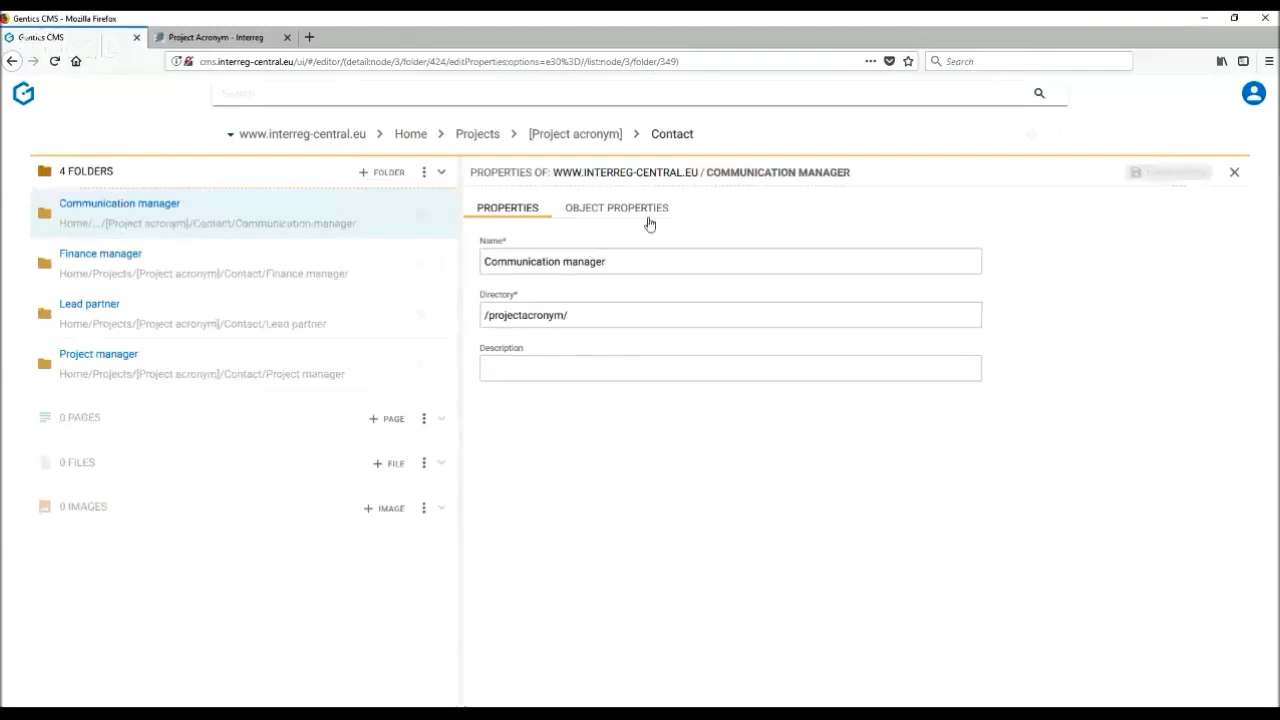 Gentics CMS - Mozilla Firefox
Gentics CMS
Project Acronym - Interreg
cms.interreg-central.eu/ui/#/editor/(detail:node/3/folder/424/editProperties;options=e30%3D//list:node/3/folder/349)
Search
Search
www.interreg-central.eu > Home > Projects > [Project acronym] > Contact
4 FOLDERS
+ FOLDER
Communication manager
Home/.../[Project acronym]/Contact/Communication manager
Finance manager
Home/Projects/[Project acronym]/Contact/Finance manager
Lead partner
Home/Projects/[Project acronym]/Contact/Lead partner
Project manager
Home/Projects/[Project acronym]/Contact/Project manager
0 PAGES
+ PAGE
0 FILES
+ FILE
0 IMAGES
+ IMAGE
PROPERTIES OF: WWW.INTERREG-CENTRAL.EU / COMMUNICATION MANAGER
PROPERTIES
OBJECT PROPERTIES
Name*
Communication manager
Directory*
/projectacronym/
Description